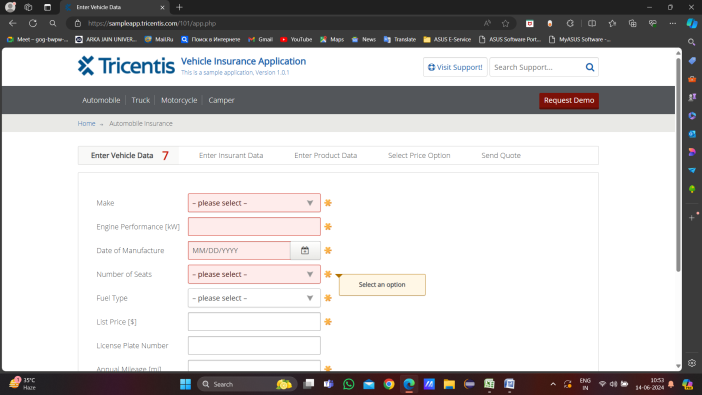 Enter Vehicle Data
https://sampleapp.tricentis.com/101/app.php
Meet – gog-bwpw-...
ARKA JAIN UNIVER...
Mail.Ru
Поиск в Интернете
Gmail
YouTube
Maps
News
Translate
ASUS E-Service
ASUS Software Port...
MyASUS Software -...
Tricentis
Vehicle Insurance Application
This is a sample application, Version 1.0.1
Visit Support!
Search Support...
Automobile
Truck
Motorcycle
Camper
Request Demo
Home » Automobile Insurance
Enter Vehicle Data 7
Enter Insurant Data
Enter Product Data
Select Price Option
Send Quote
Make
– please select –
Engine Performance [kW]
Date of Manufacture
MM/DD/YYYY
Number of Seats
– please select –
Select an option
Fuel Type
– please select –
List Price [$]
License Plate Number
Annual Mileage [mi]
35°C
Haze
Search
ENG
IN
10:53
14-06-2024